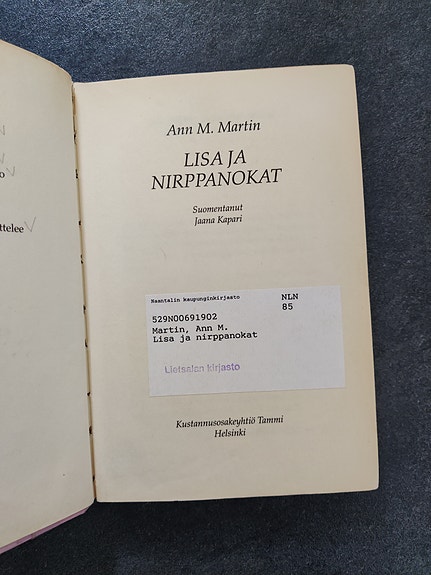 o
ttelee
Ann M. Martin
LISA JA
NIRPPANOKAT
Suomentanut
Jaana Kapari
Naantalin kaupunginkirjasto
NLN
85
529N00691902
Martin, Ann M.
Lisa ja nirppanokat
Lietsalan kirjasto
Kustannusosakeyhtiö Tammi
Helsinki